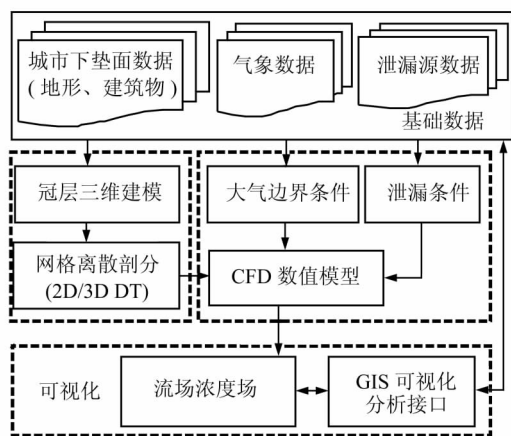 城市下垫面数据
(地形、建筑物)
气象数据
泄漏源数据
基础数据
冠层三维建模
大气边界条件
泄漏条件
网格离散剖分
(2D/3D DT)
CFD 数值模型
可视化
流场浓度场
GIS 可视化
分析接口